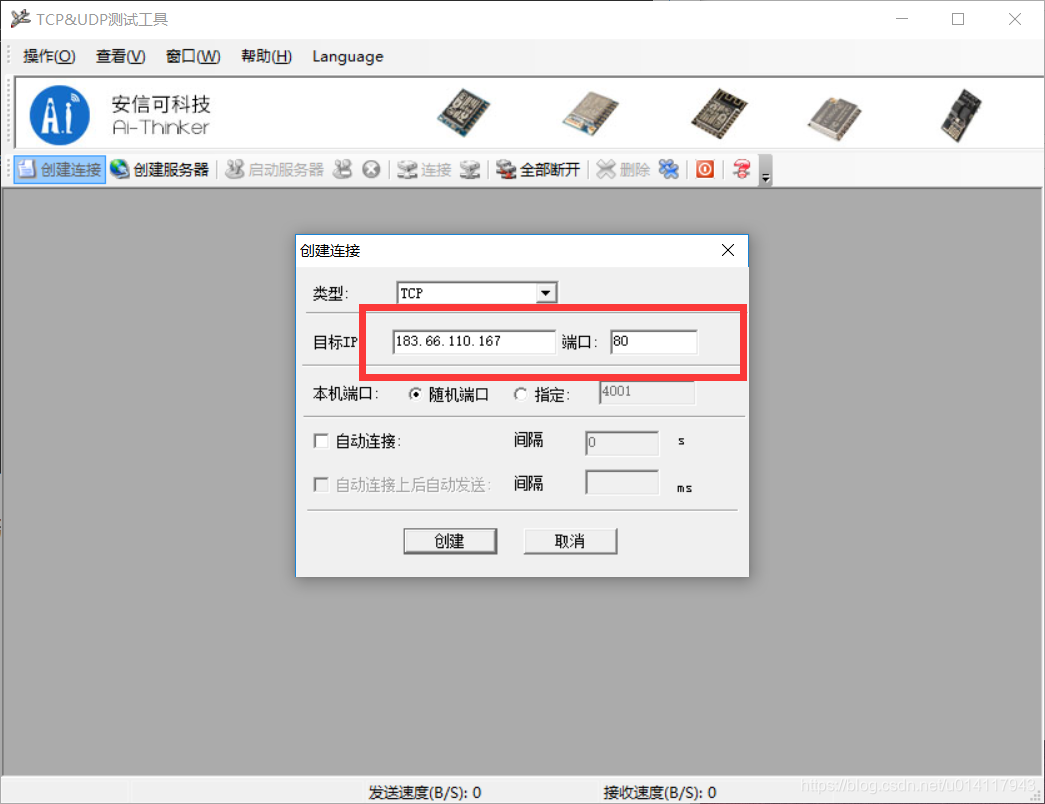 TCP&UDP测试工具
操作(O) 查看(V) 窗口(W) 帮助(H) Language
Ai 安信可科技
Ai-Thinker
创建连接 创建服务器 启动服务器 连接 全部断开 删除
创建连接
类型: TCP
目标IP 183.66.110.167 端口: 80
本机端口: 随机端口 指定: 4001
自动连接: 间隔 0 s
自动连接上后自动发送: 间隔 ms
创建 取消
发送速度(B/S): 0 接收速度(B/S): 0
https://blog.csdn.net/u014117943